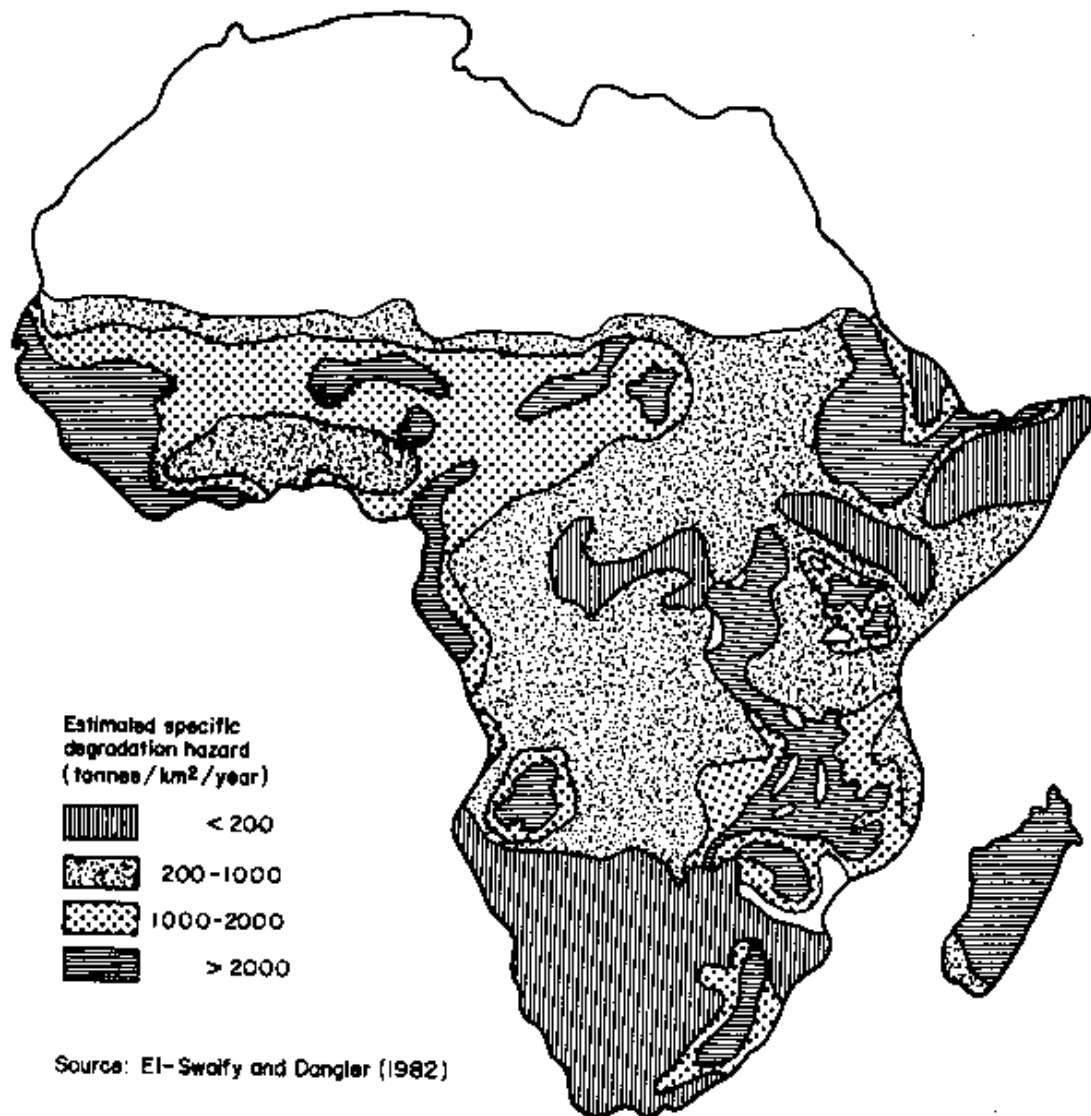 Estimated specific
degradation hazard
(tonnes/km²/year)
< 200
200-1000
1000-2000
> 2000
Source: El-Swaify and Dangler (1982)